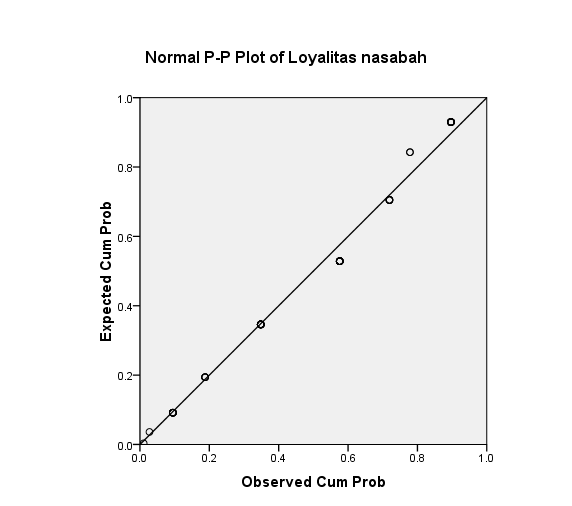 Normal P-P Plot of Loyalitas nasabah
Expected Cum Prob
1.0
0.8
0.6
0.4
0.2
0.0
0.0 0.2 0.4 0.6 0.8 1.0
Observed Cum Prob